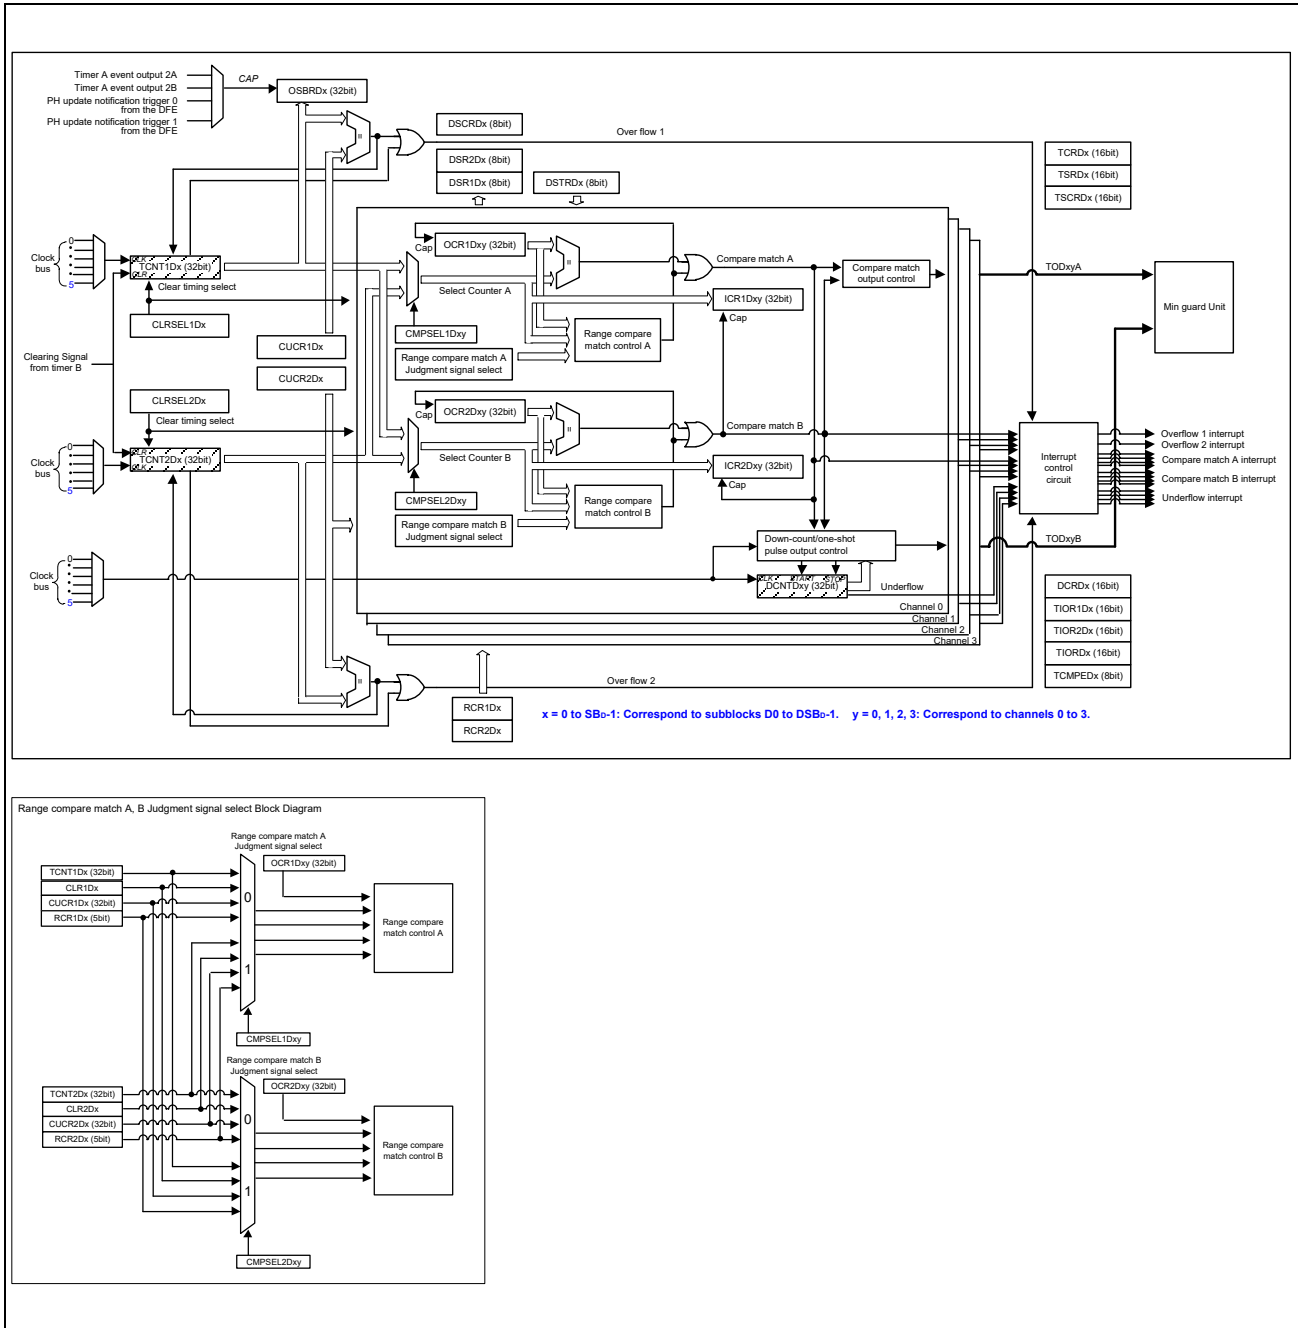 Timer A event output 2A
Timer A event output 2B
PH update notification trigger 0
from the DFE
PH update notification trigger 1
from the DFE
CAP
OSBRDx (32bit)
DSCRDx (8bit)
DSR2Dx (8bit)
DSR1Dx (8bit)
DSTRDx (8bit)
Over flow 1
TCRDx (16bit)
TSRDx (16bit)
TSCRDx (16bit)
=
Clock
bus
0
5
CLK
TCNT1Dx (32bit)
CLR
Clear timing select
CLRSEL1Dx
Clearing Signal
from timer B
CLRSEL2Dx
Clear timing select
CUCR1Dx
CUCR2Dx
Clock
bus
0
5
CLR
TCNT2Dx (32bit)
CLK
Clock
bus
0
5
Cap
OCR1Dxy (32bit)
=
Select Counter A
CMPSEL1Dxy
Range compare match A
Judgment signal select
Range compare
match control A
Compare match A
ICR1Dxy (32bit)
Cap
Compare match
output control
TODxyA
Min guard Unit
Cap
OCR2Dxy (32bit)
=
Select Counter B
CMPSEL2Dxy
Range compare match B
Judgment signal select
Range compare
match control B
Compare match B
ICR2Dxy (32bit)
Cap
Down-count/one-shot
pulse output control
CLK START STOP
DCNTDxy (32bit)
Underflow
Channel 0
Channel 1
Channel 2
Channel 3
Interrupt
control
circuit
Overflow 1 interrupt
Overflow 2 interrupt
Compare match A interrupt
Compare match B interrupt
Underflow interrupt
TODxyB
DCRDx (16bit)
TIOR1Dx (16bit)
TIOR2Dx (16bit)
TIORDx (16bit)
TCMPEDx (8bit)
=
Over flow 2
RCR1Dx
RCR2Dx
x = 0 to SBD-1: Correspond to subblocks D0 to DSBD-1. y = 0, 1, 2, 3: Correspond to channels 0 to 3.
Range compare match A, B Judgment signal select Block Diagram
Range compare match A
Judgment signal select
OCR1Dxy (32bit)
TCNT1Dx (32bit)
CLR1Dx
CUCR1Dx (32bit)
RCR1Dx (5bit)
0
1
Range compare
match control A
CMPSEL1Dxy
Range compare match B
Judgment signal select
OCR2Dxy (32bit)
TCNT2Dx (32bit)
CLR2Dx
CUCR2Dx (32bit)
RCR2Dx (5bit)
0
1
Range compare
match control B
CMPSEL2Dxy